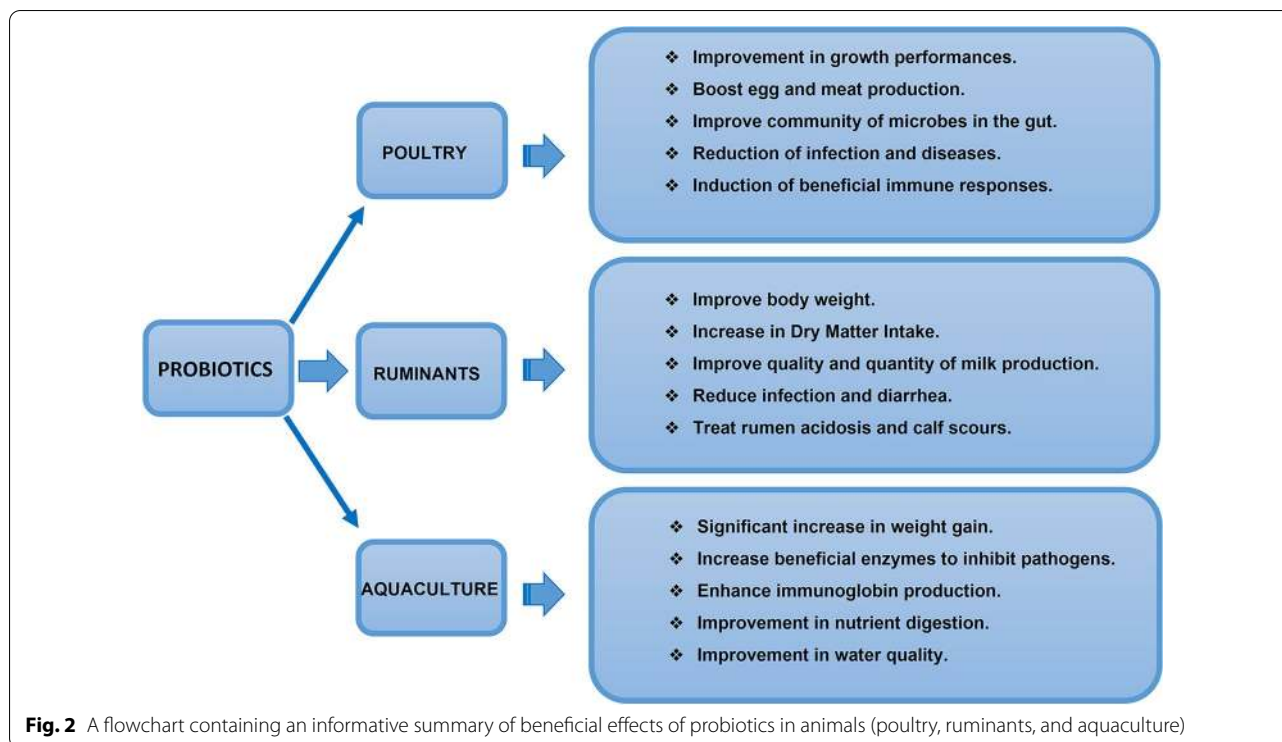 POULTRY
❖ Improvement in growth performances.
❖ Boost egg and meat production.
❖ Improve community of microbes in the gut.
❖ Reduction of infection and diseases.
❖ Induction of beneficial immune responses.
PROBIOTICS
RUMINANTS
❖ Improve body weight.
❖ Increase in Dry Matter Intake.
❖ Improve quality and quantity of milk production.
❖ Reduce infection and diarrhea.
❖ Treat rumen acidosis and calf scours.
AQUACULTURE
❖ Significant increase in weight gain.
❖ Increase beneficial enzymes to inhibit pathogens.
❖ Enhance immunoglobin production.
❖ Improvement in nutrient digestion.
❖ Improvement in water quality.
Fig. 2 A flowchart containing an informative summary of beneficial effects of probiotics in animals (poultry, ruminants, and aquaculture)